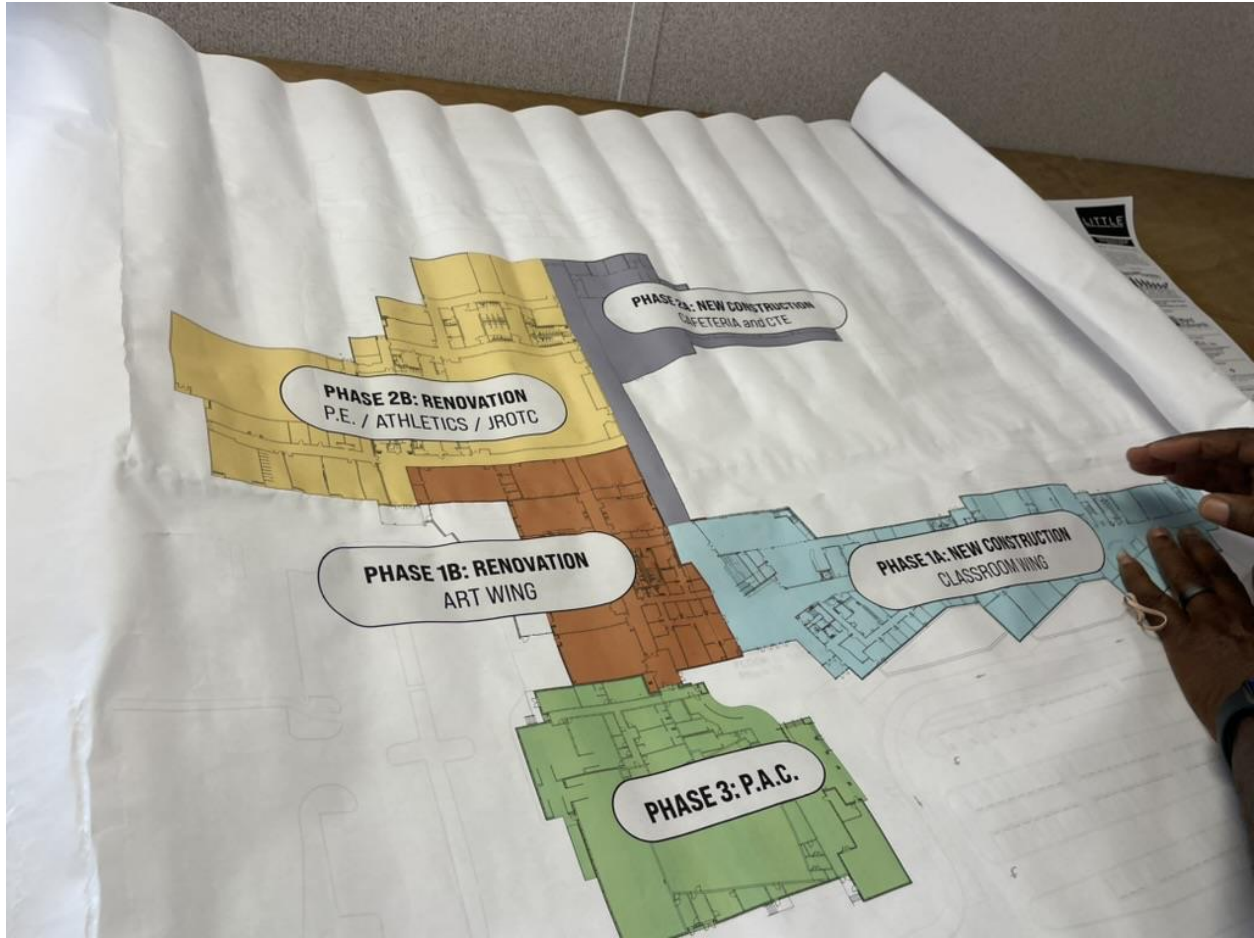 LITTLE
PHASE 2A: NEW CONSTRUCTION
CAFETERIA and CTE
PHASE 2B: RENOVATION
P.E. / ATHLETICS / JROTC
PHASE 1A: NEW CONSTRUCTION
CLASSROOM WING
PHASE 1B: RENOVATION
ART WING
PHASE 3: P.A.C.